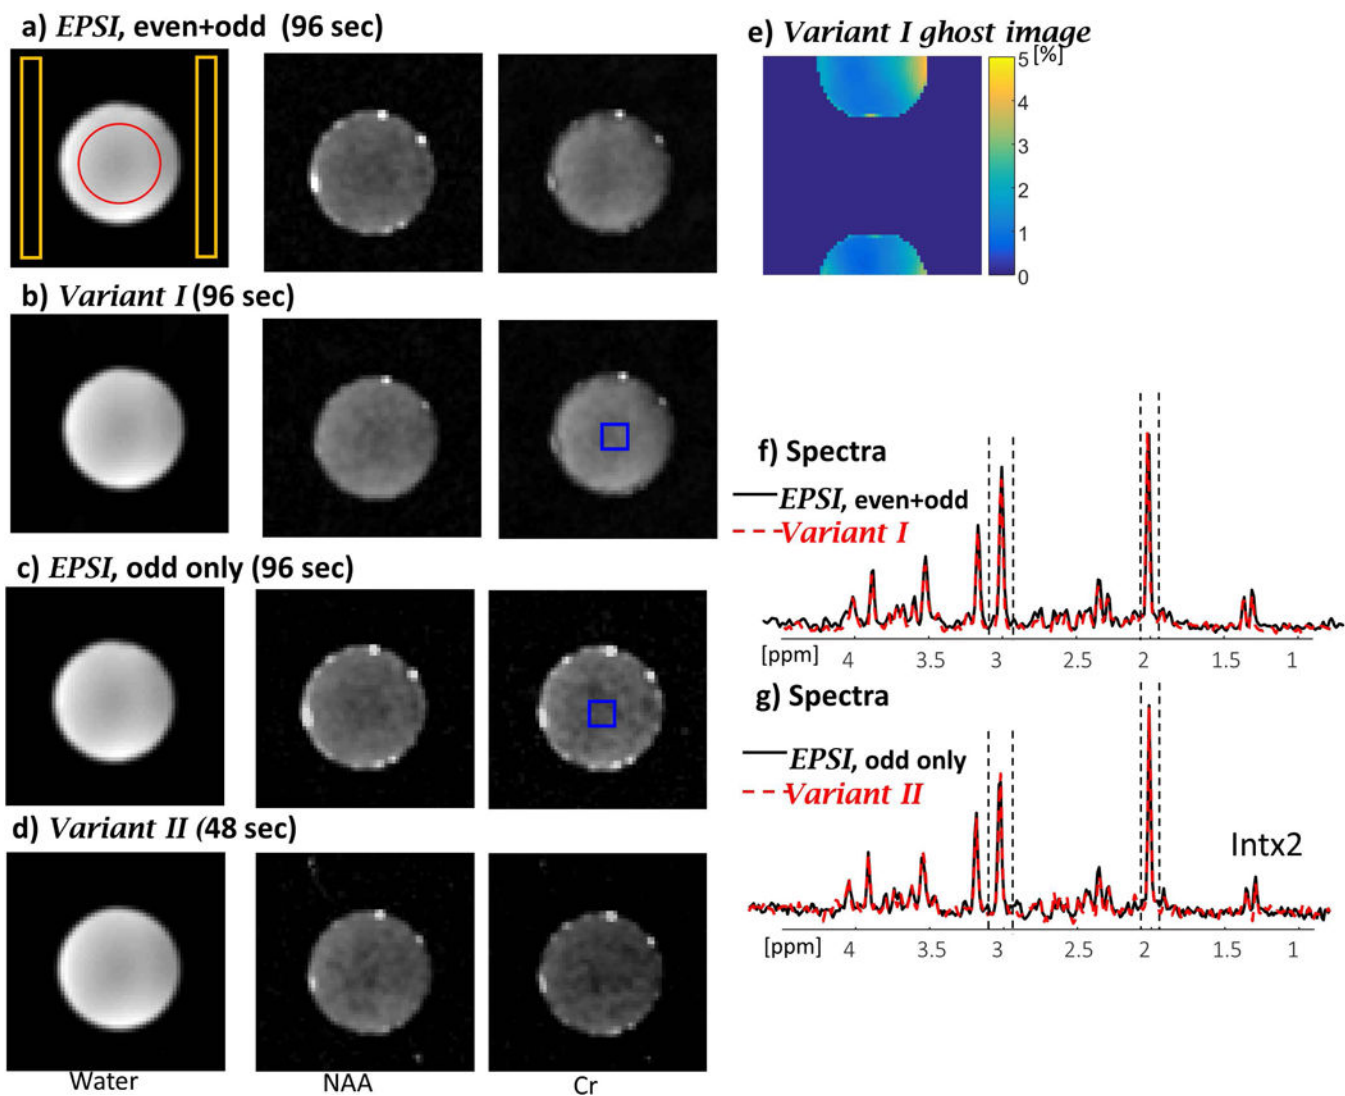 a) EPSI, even+odd (96 sec)
b) Variant I (96 sec)
c) EPSI, odd only (96 sec)
d) Variant II (48 sec)
Water
NAA
Cr
e) Variant I ghost image
[%]
5
4
3
2
1
0
f) Spectra
EPSI, even+odd
Variant I
[ppm] 4 3.5 3 2.5 2 1.5 1
g) Spectra
EPSI, odd only
Variant II
Intx2
[ppm] 4 3.5 3 2.5 2 1.5 1